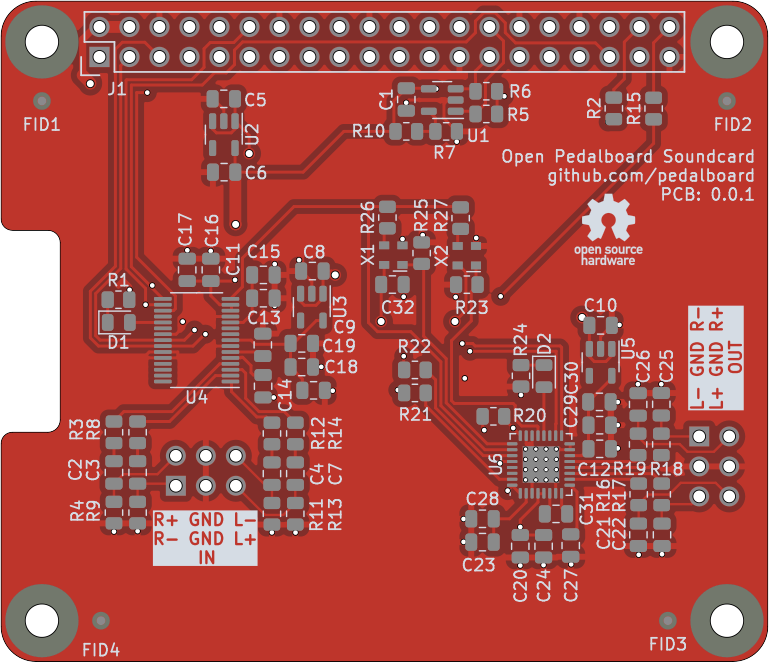 J1
FID1
C5
U2
C6
C1
R6
R5
R10
U1
R7
R2
R15
FID2
Open Pedalboard Soundcard
github.com/pedalboard
PCB: 0.0.1
open source
hardware
C17
C16
C11
R26
R25
R27
X1
X2
C32
R23
R1
D1
C15
C13
C8
U3
C9
C19
C18
C14
U4
R22
R21
R24
D2
C10
U5
C30
C29
C26
C25
L- GND R-
L+ GND R+
OUT
R20
C12
R19
R18
U6
R3
R8
C2
C3
R4
R9
R12
R14
C4
C7
R11
R13
R+ GND L-
R- GND L+
IN
C28
C23
C31
C21
R16
C22
R17
C20
C24
C27
FID4
FID3